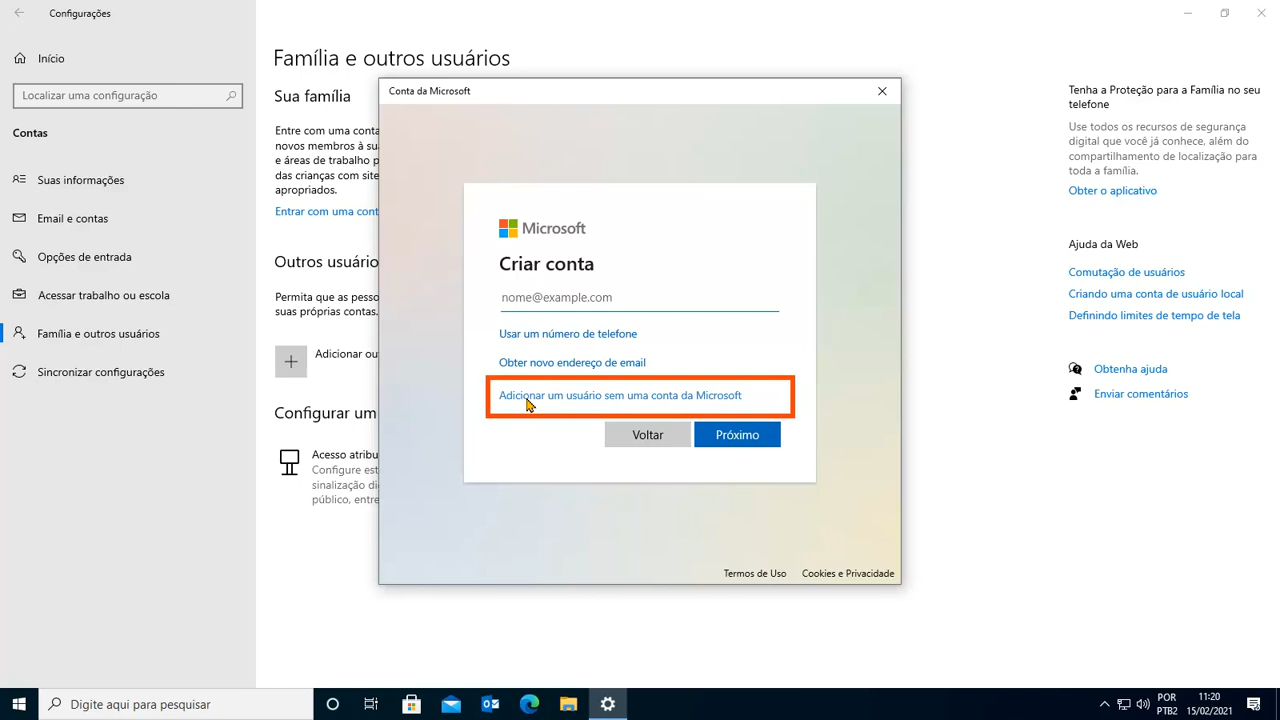 Configurações
Início
Localizar uma configuração
Contas
Suas informações
Email e contas
Opções de entrada
Acessar trabalho ou escola
Família e outros usuários
Sincronizar configurações
Família e outros usuários
Sua família
Entre com uma conta
novos membros à sua
e áreas de trabalho p
das crianças com site
apropriados.
Entrar com uma cont
Outros usuário
Permita que as pesso
suas próprias contas.
Adicionar ou
Configurar um
Acesso atribu
Configure est
sinalização di
público, entre
Conta da Microsoft
Microsoft
Criar conta
nome@example.com
Usar um número de telefone
Obter novo endereço de email
Adicionar um usuário sem uma conta da Microsoft
Voltar
Próximo
Termos de Uso
Cookies e Privacidade
Tenha a Proteção para a Família no seu
telefone
Use todos os recursos de segurança
digital que você já conhece, além do
compartilhamento de localização para
toda a família.
Obter o aplicativo
Ajuda da Web
Comutação de usuários
Criando uma conta de usuário local
Definindo limites de tempo de tela
Obtenha ajuda
Enviar comentários
Digite aqui para pesquisar
POR
PTB2
11:20
15/02/2021